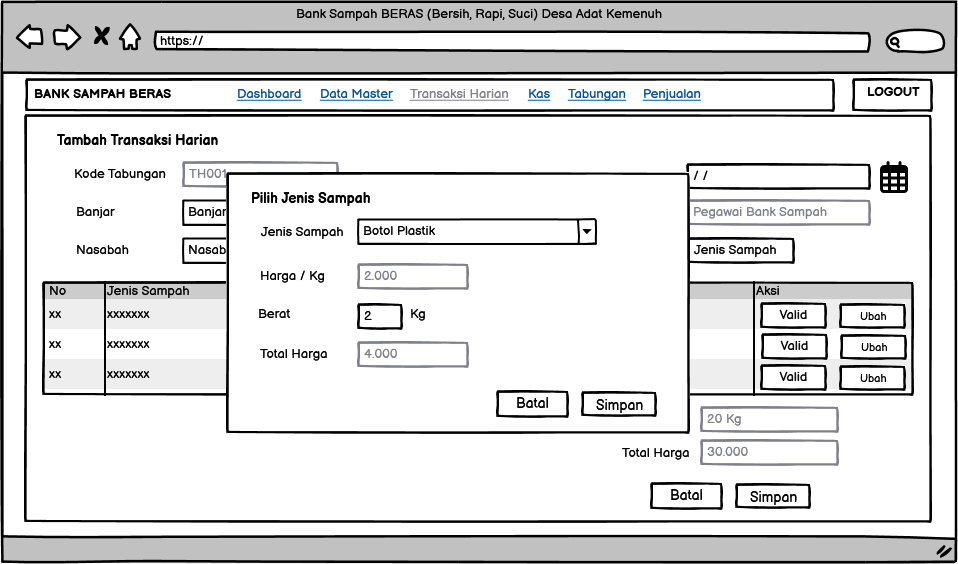 Bank Sampah BERAS (Bersih, Rapi, Suci) Desa Adat Kemenuh
https://
BANK SAMPAH BERAS Dashboard Data Master Transaksi Harian Kas Tabungan Penjualan LOGOUT
Tambah Transaksi Harian
Kode Tabungan TH001 / /
Banjar Banjar Pegawai Bank Sampah
Nasabah Nasab Jenis Sampah
Pilih Jenis Sampah
Jenis Sampah Botol Plastik
Harga / Kg 2.000
Berat 2 Kg
Total Harga 4.000
Batal Simpan
No Jenis Sampah Aksi
xx xxxxxxx Valid Ubah
xx xxxxxxx Valid Ubah
xx xxxxxxx Valid Ubah
20 Kg
Total Harga 30.000
Batal Simpan